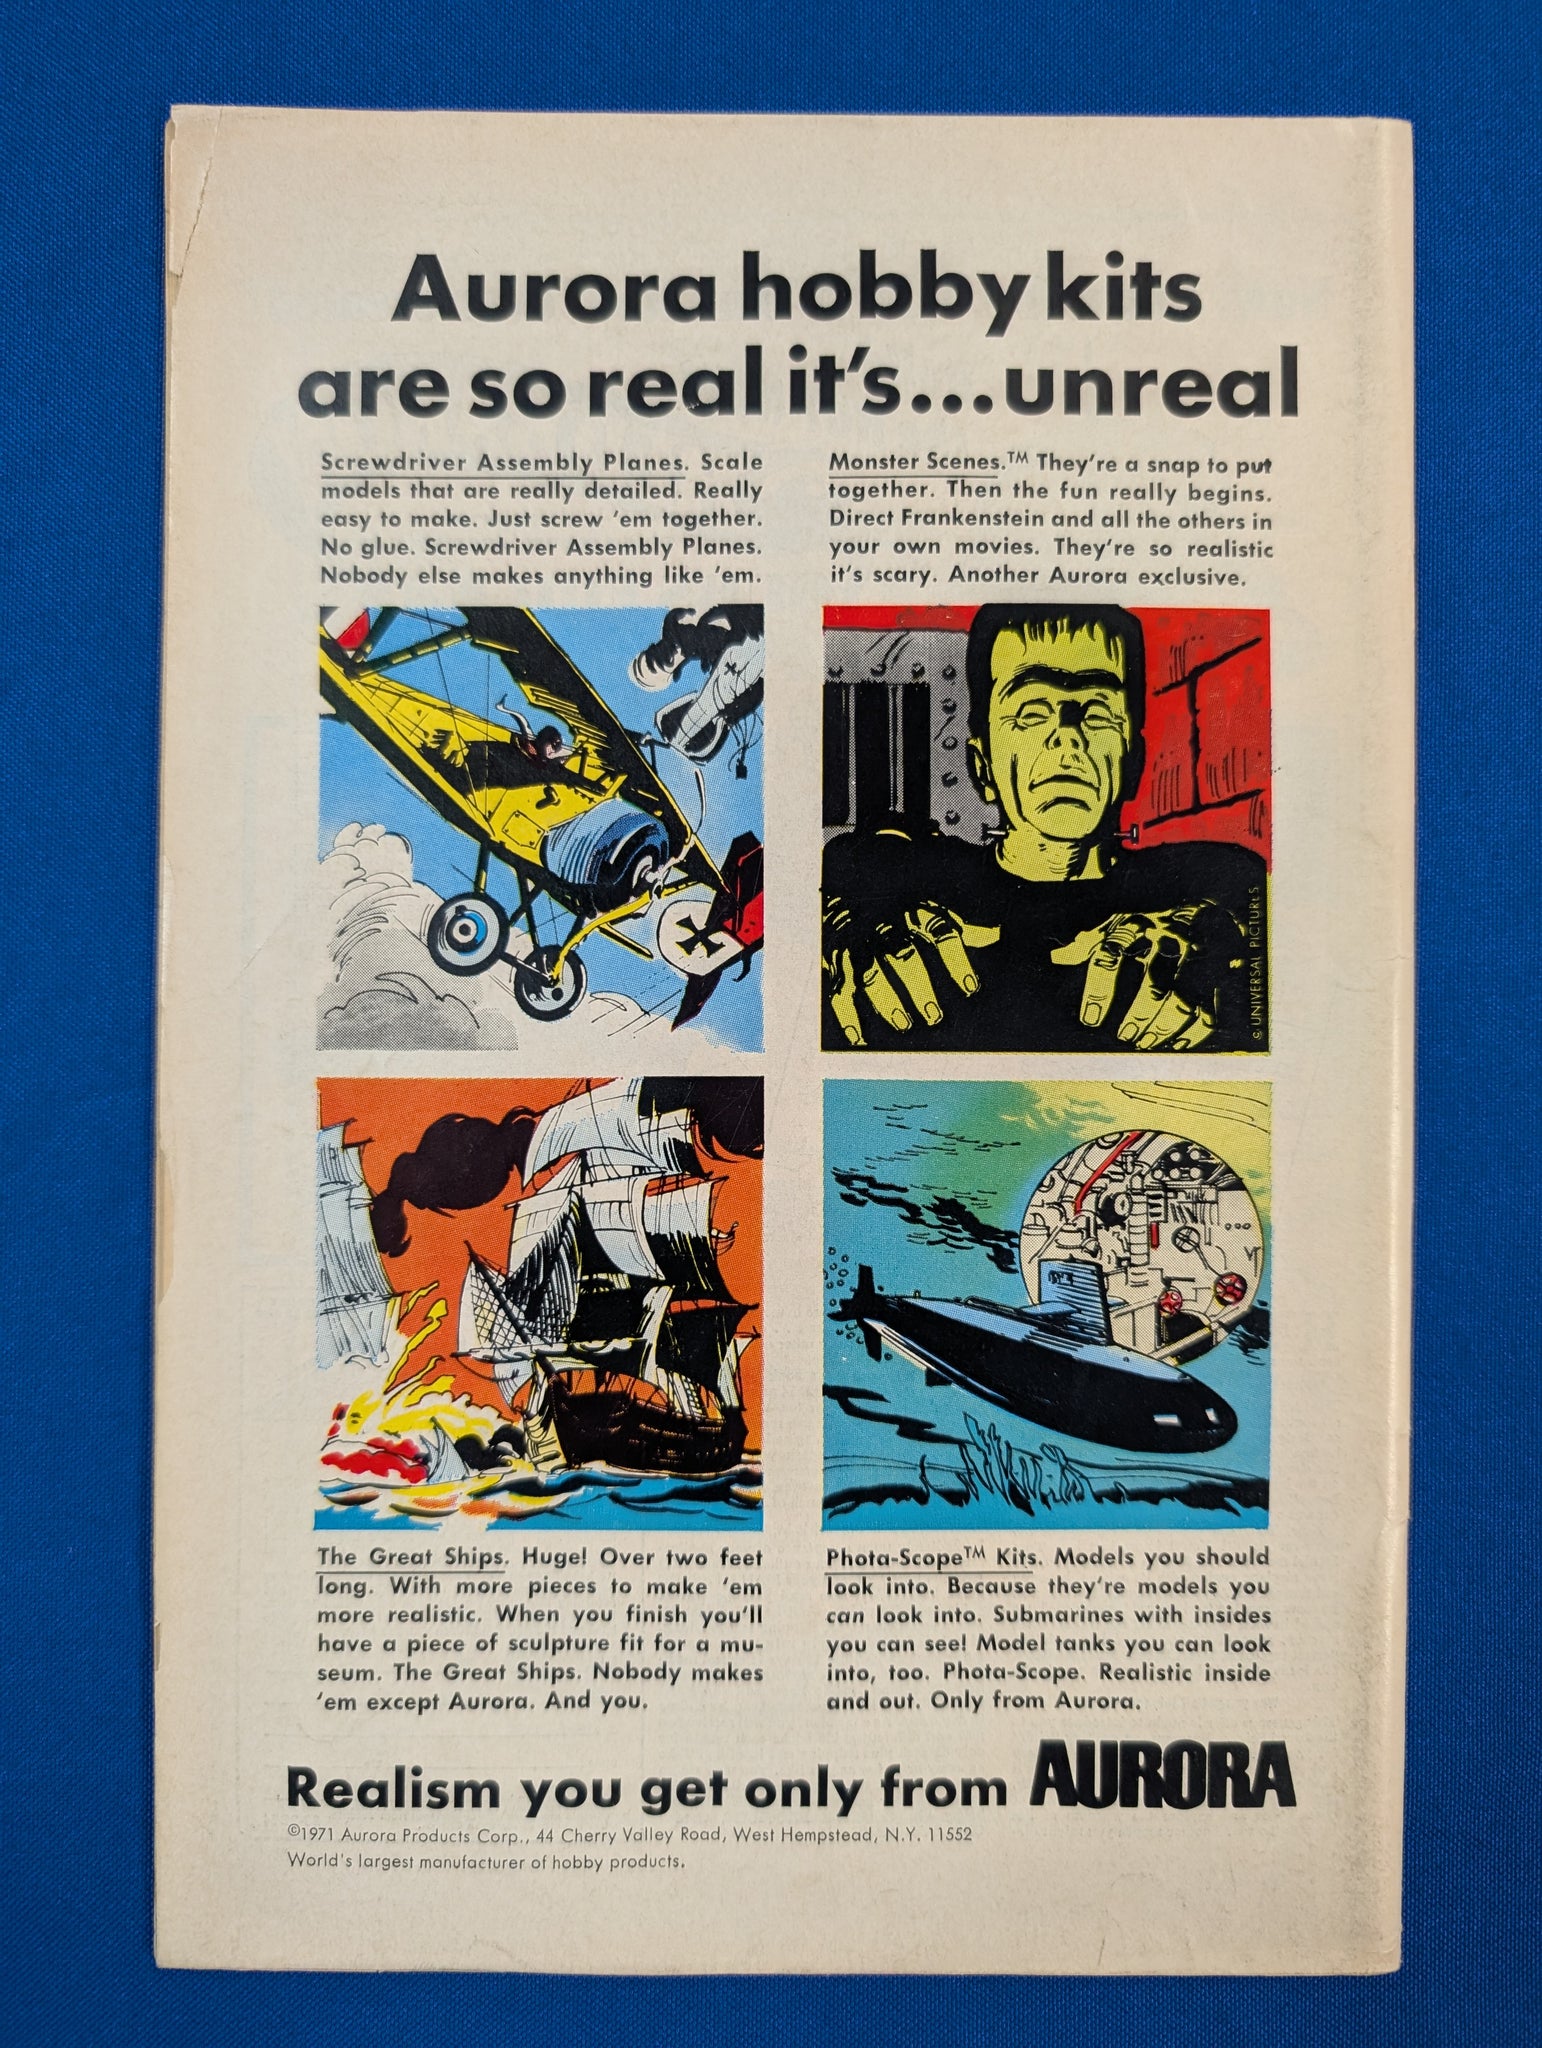 Aurora hobby kits
are so real it's...unreal
Screwdriver Assembly Planes. Scale
models that are really detailed. Really
easy to make. Just screw 'em together.
No glue. Screwdriver Assembly Planes.
Nobody else makes anything like 'em.
Monster Scenes.™ They're a snap to put
together. Then the fun really begins.
Direct Frankenstein and all the others in
your own movies. They're so realistic
it's scary. Another Aurora exclusive.
© UNIVERSAL PICTURES
The Great Ships. Huge! Over two feet
long. With more pieces to make 'em
more realistic. When you finish you'll
have a piece of sculpture fit for a mu-
seum. The Great Ships. Nobody makes
'em except Aurora. And you.
Phota-Scope™ Kits. Models you should
look into. Because they're models you
can look into. Submarines with insides
you can see! Model tanks you can look
into, too. Phota-Scope. Realistic inside
and out. Only from Aurora.
Realism you get only from AURORA
©1971 Aurora Products Corp., 44 Cherry Valley Road, West Hempstead, N.Y. 11552
World's largest manufacturer of hobby products.